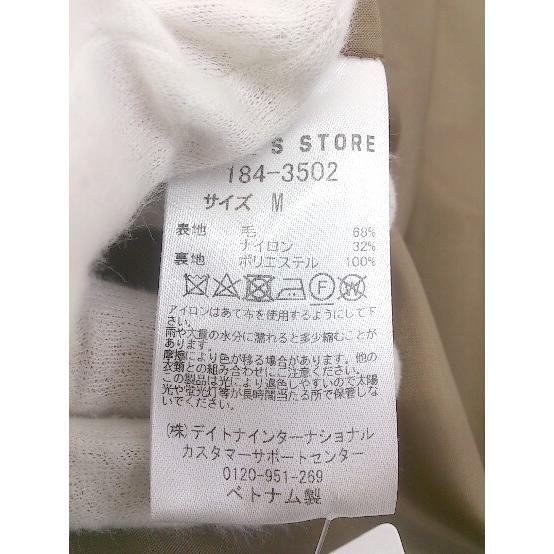 S STORE
184-3502
サイズ M
表地 毛 68%
ナイロン 32%
裏地 ポリエステル 100%
アイロンはあて布を使用するようにして下
さい。
雨や大量の水分に濡れると多少縮むことが
あります。
摩擦により色が移る場合があります。他の
衣類との組み合わせにご注意ください。
この製品は光により退色しやすいので太陽
光や蛍光灯等が長時間当たる所で保管しな
いでください。
(株)デイトナインターナショナル
カスタマーサポートセンター
0120-951-269
ベトナム製